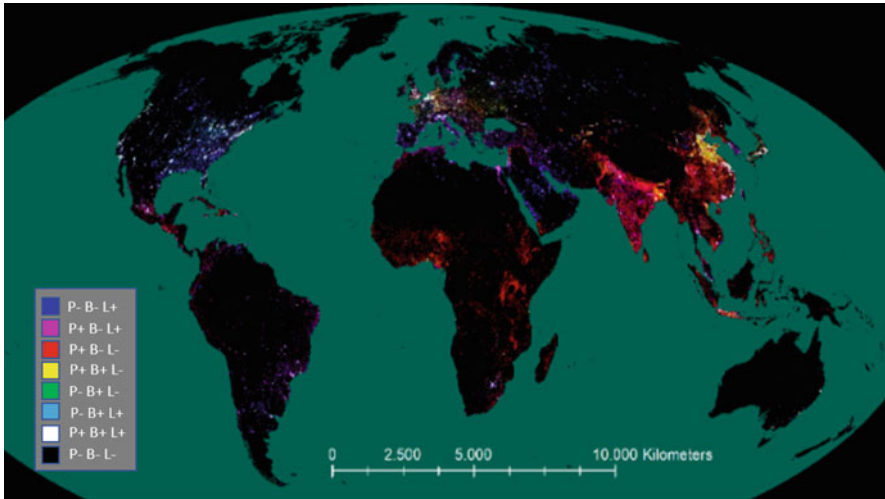 P- B- L+
P+ B- L+
P+ B- L-
P+ B+ L-
P- B+ L-
P- B+ L+
P+ B+ L+
P- B- L-
0 2.500 5.000 10.000 Kilometers